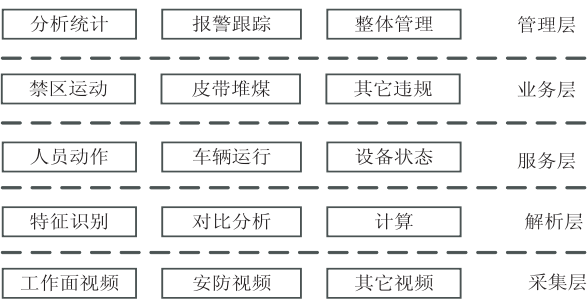 分析统计 报警跟踪 整体管理 管理层
禁区运动 皮带堆煤 其它违规 业务层
人员动作 车辆运行 设备状态 服务层
特征识别 对比分析 计算 解析层
工作面视频 安防视频 其它视频 采集层